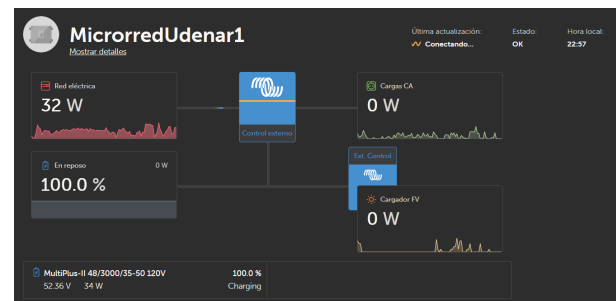 MicrorredUdenar1
Mostrar detalles
Última actualización:
Conectando...
Estado:
OK
Hora local:
22:57
Red eléctrica
32 W
Control externo
Cargas CA
0 W
En reposo
0 W
100.0 %
Ext. Control
Cargador FV
0 W
MultiPlus-II 48/3000/35-50 120V
100.0 %
52.36 V
34 W
Charging